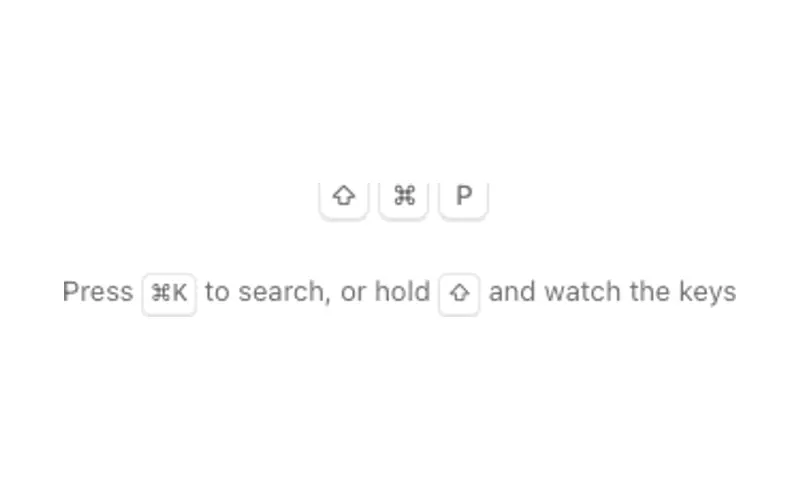 ⇧ ⌘ P
Press ⌘K to search, or hold ⇧ and watch the keys